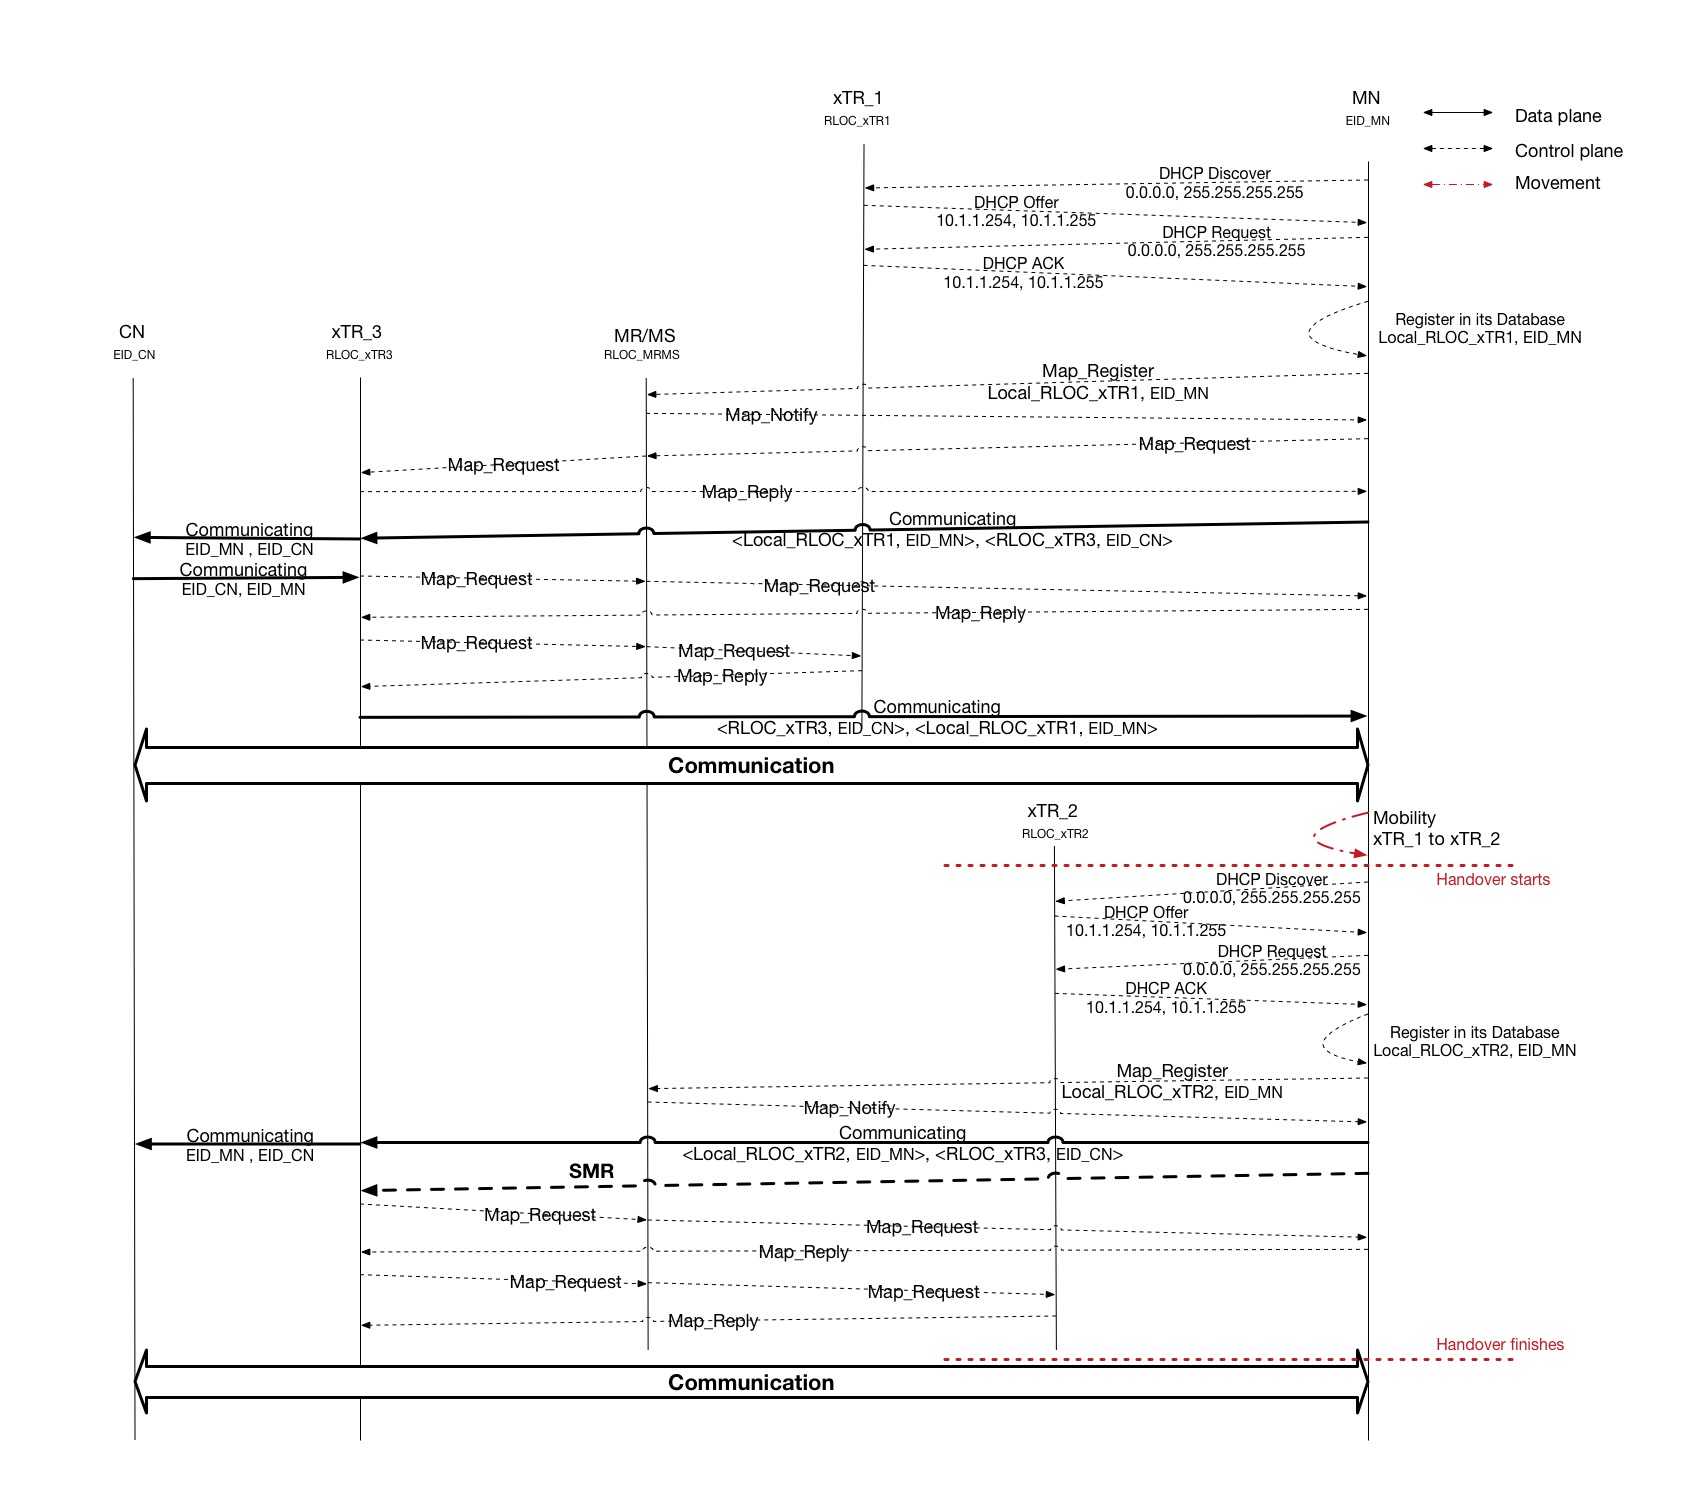 xTR_1
RLOC_xTR1
MN
EID_MN
Data plane
Control plane
Movement
DHCP Discover
0.0.0.0, 255.255.255.255
DHCP Offer
10.1.1.254, 10.1.1.255
DHCP Request
0.0.0.0, 255.255.255.255
DHCP ACK
10.1.1.254, 10.1.1.255
Register in its Database
Local_RLOC_xTR1, EID_MN
CN
EID_CN
xTR_3
RLOC_xTR3
MR/MS
RLOC_MRMS
Map_Register
Local_RLOC_xTR1, EID_MN
Map_Notify
Map_Request
Map_Request
Map_Reply
Communicating
<Local_RLOC_xTR1, EID_MN>, <RLOC_xTR3, EID_CN>
Communicating
EID_MN , EID_CN
Communicating
EID_CN, EID_MN
Map_Request
Map_Request
Map_Reply
Map_Request
Map_Request
Map_Reply
Communicating
<RLOC_xTR3, EID_CN>, <Local_RLOC_xTR1, EID_MN>
Communication
xTR_2
RLOC_xTR2
Mobility
xTR_1 to xTR_2
Handover starts
DHCP Discover
0.0.0.0, 255.255.255.255
DHCP Offer
10.1.1.254, 10.1.1.255
DHCP Request
0.0.0.0, 255.255.255.255
DHCP ACK
10.1.1.254, 10.1.1.255
Register in its Database
Local_RLOC_xTR2, EID_MN
Map_Register
Local_RLOC_xTR2, EID_MN
Map_Notify
Communicating
<Local_RLOC_xTR2, EID_MN>, <RLOC_xTR3, EID_CN>
Communicating
EID_MN , EID_CN
SMR
Map_Request
Map_Request
Map_Reply
Map_Request
Map_Request
Map_Reply
Handover finishes
Communication